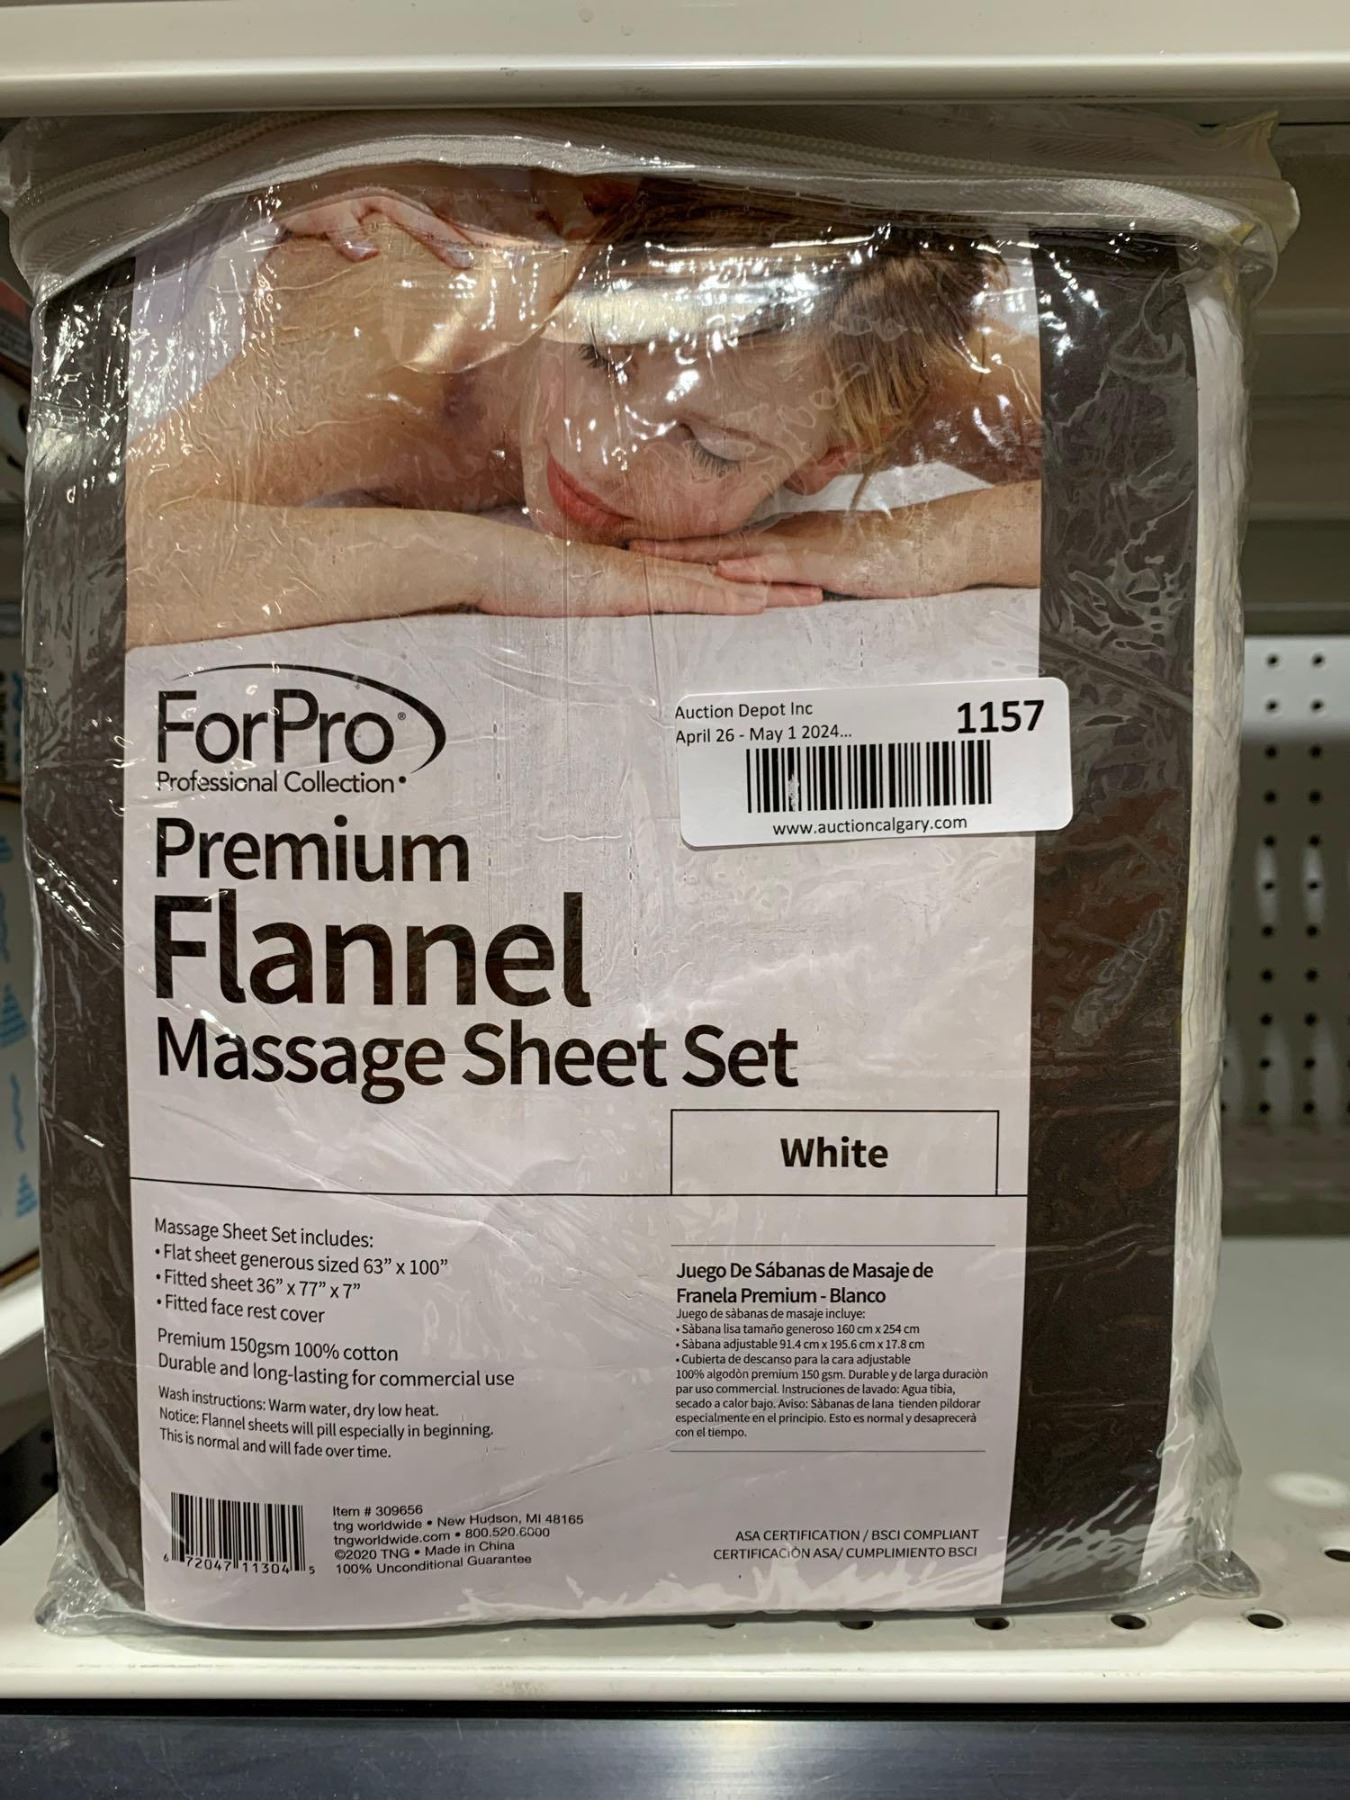 ForPro®
Professional Collection
Premium
Flannel
Massage Sheet Set
Auction Depot Inc
1157
April 26 - May 1 2024...
www.auctioncalgary.com
White
Massage Sheet Set includes:
• Flat sheet generous sized 63” x 100”
• Fitted sheet 36” x 77” x 7”
• Fitted face rest cover
Premium 150gsm 100% cotton
Durable and long-lasting for commercial use
Wash instructions: Warm water, dry low heat.
Notice: Flannel sheets will pill especially in beginning.
This is normal and will fade over time.
Juego De Sábanas de Masaje de
Franela Premium - Blanco
Juego de sàbanas de masaje incluye:
• Sàbana lisa tamaño generoso 160 cm x 254 cm
• Sàbana adjustable 91.4 cm x 195.6 cm x 17.8 cm
• Cubierta de descanso para la cara adjustable
100% algodòn premium 150 gsm. Durable y de larga duraciòn
par uso commercial. Instruciones de lavado: Agua tibia,
secado a calor bajo. Aviso: Sàbanas de lana tienden pildorar
especialmente en el principio. Esto es normal y desaprecerà
con el tiempo.
6 72047 11304 5
Item # 309656
tng worldwide • New Hudson, MI 48165
tngworldwide.com • 800.520.6000
©2020 TNG • Made in China
100% Unconditional Guarantee
ASA CERTIFICATION / BSCI COMPLIANT
CERTIFICACIÒN ASA/ CUMPLIMIENTO BSCI